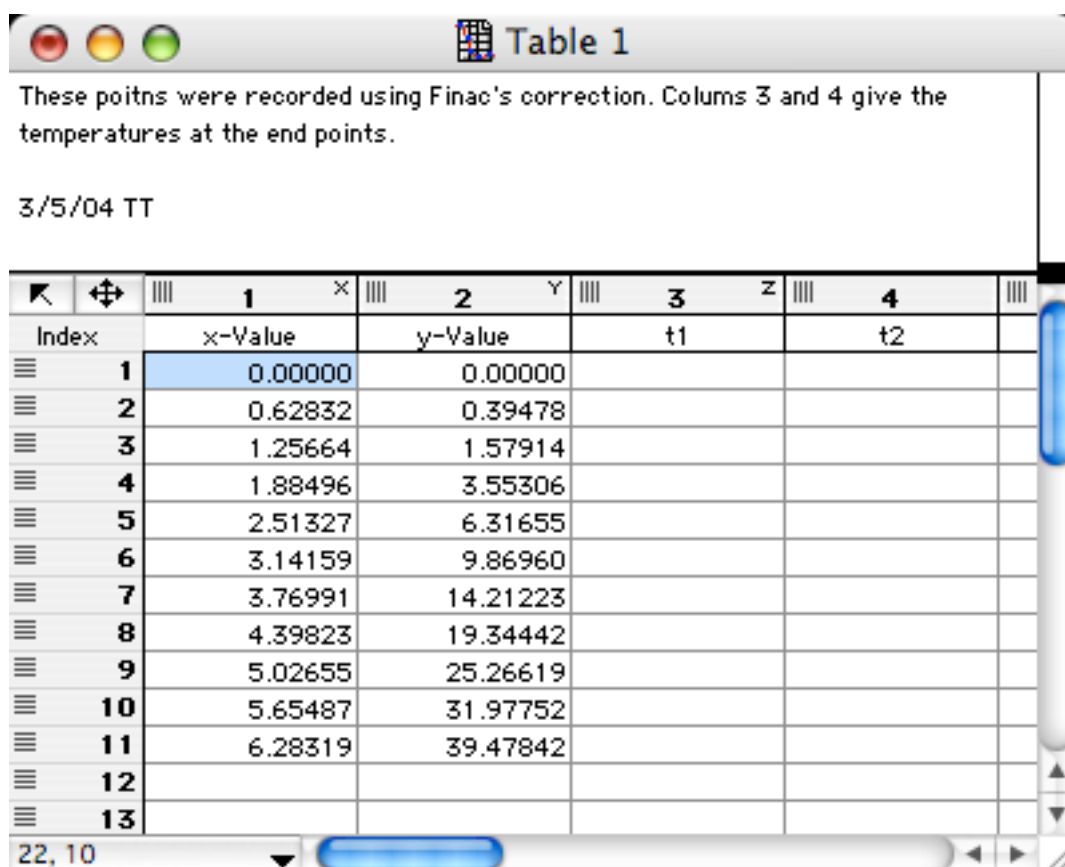 Table 1
These poitns were recorded using Finac's correction. Colums 3 and 4 give the
temperatures at the end points.
3/5/04 TT
1 X 2 Y 3 Z 4
Index x-Value y-Value t1 t2
1 0.00000 0.00000
2 0.62832 0.39478
3 1.25664 1.57914
4 1.88496 3.55306
5 2.51327 6.31655
6 3.14159 9.86960
7 3.76991 14.21223
8 4.39823 19.34442
9 5.02655 25.26619
10 5.65487 31.97752
11 6.28319 39.47842
12
13
22, 10